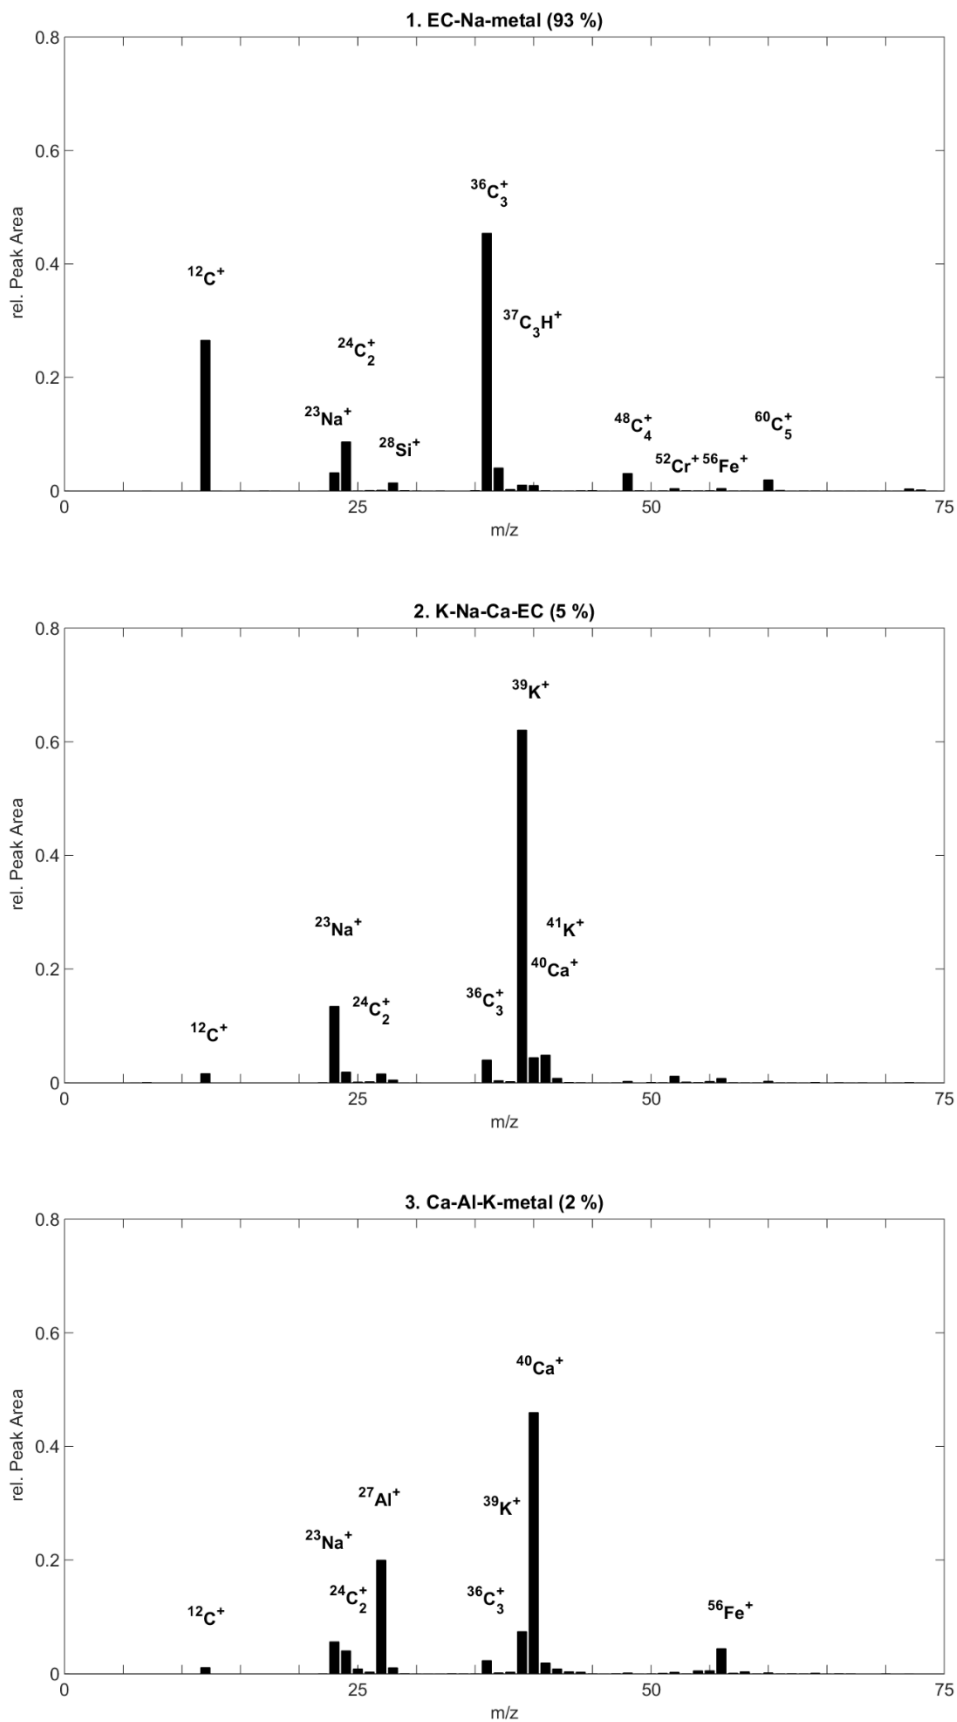 1. EC-Na-metal (93 %)
0.8
0.6
0.4
0.2
0
rel. Peak Area
¹²C⁺
²³Na⁺
²⁴C₂⁺
²⁸Si⁺
³⁶C₃⁺
³⁷C₃H⁺
⁴⁸C₄⁺
⁵²Cr⁺ ⁵⁶Fe⁺
⁶⁰C₅⁺
0 25 50 75
m/z
2. K-Na-Ca-EC (5 %)
0.8
0.6
0.4
0.2
0
rel. Peak Area
¹²C⁺
²³Na⁺
²⁴C₂⁺
³⁶C₃⁺
³⁹K⁺
⁴¹K⁺
⁴⁰Ca⁺
0 25 50 75
m/z
3. Ca-Al-K-metal (2 %)
0.8
0.6
0.4
0.2
0
rel. Peak Area
¹²C⁺
²³Na⁺
²⁴C₂⁺
²⁷Al⁺
³⁶C₃⁺
³⁹K⁺
⁴⁰Ca⁺
⁵⁶Fe⁺
0 25 50 75
m/z